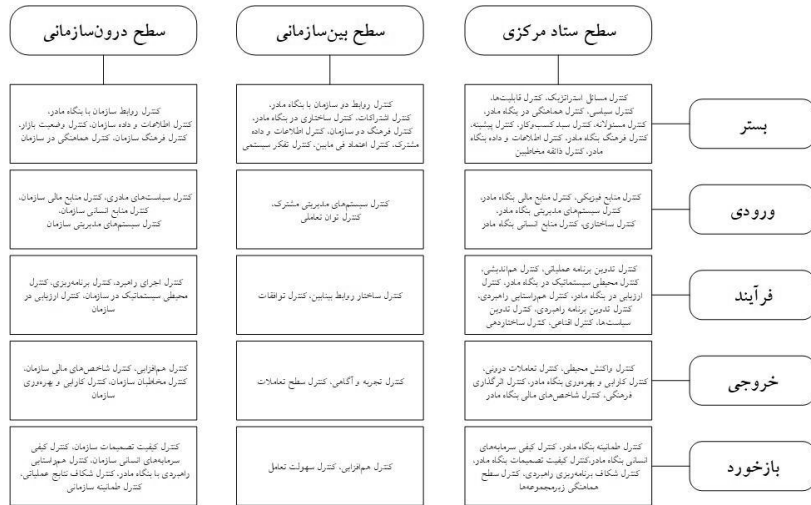 سطح ستاد مرکزی
سطح بین‌سازمانی
سطح درون‌سازمانی
بستر
کنترل مسائل استراتژیک، کنترل قابلیت‌ها،
کنترل سیاسی، کنترل هماهنگی در بنگاه مادر،
کنترل مسئولانه، کنترل سبد کسب‌وکار، کنترل پیشینه،
کنترل فرهنگ بنگاه مادر، کنترل اطلاعات و داده بنگاه
مادر، کنترل ذائقه مخاطبین
کنترل روابط دو سازمان با بنگاه مادر،
کنترل اشتراکات، کنترل ساختاری در بنگاه مادر،
کنترل فرهنگ دو سازمان، کنترل اطلاعات و داده
مشترک، کنترل اعتماد فی مابین، کنترل تفکر سیستمی
کنترل روابط سازمان با بنگاه مادر،
کنترل اطلاعات و داده سازمان، کنترل وضعیت بازار،
کنترل فرهنگ سازمان، کنترل هماهنگی در سازمان
ورودی
کنترل منابع فیزیکی، کنترل منابع مالی بنگاه مادر،
کنترل سیستم‌های مدیریتی بنگاه مادر،
کنترل ساختاری، کنترل منابع انسانی بنگاه مادر
کنترل سیستم‌های مدیریتی مشترک،
کنترل توان تعاملی
کنترل سیاست‌های مادری، کنترل منابع مالی سازمان،
کنترل منابع انسانی سازمان،
کنترل سیستم‌های مدیریتی سازمان
فرآیند
کنترل تدوین برنامه عملیاتی، کنترل هم‌اندیشی،
کنترل محیطی سیستماتیک در بنگاه مادر، کنترل
ارزیابی در بنگاه مادر، کنترل هم‌راستایی راهبردی،
کنترل تدوین برنامه راهبردی، کنترل تدوین
سیاست‌ها، کنترل اقناعی، کنترل ساختاردهی
کنترل ساختار روابط بینابین، کنترل توافقات
کنترل اجرای راهبرد، کنترل برنامه‌ریزی، کنترل
محیطی سیستماتیک در سازمان، کنترل ارزیابی در
سازمان
خروجی
کنترل واکنش محیطی، کنترل تعاملات درونی،
کنترل کارایی و بهره‌وری بنگاه مادر، کنترل اثرگذاری
فرهنگی، کنترل شاخص‌های مالی بنگاه مادر
کنترل تجربه و آگاهی، کنترل سطح تعاملات
کنترل هم‌افزایی، کنترل شاخص‌های مالی سازمان،
کنترل مخاطبان سازمان، کنترل کارایی و بهره‌وری
سازمان
بازخورد
کنترل طمانینه بنگاه مادر، کنترل کیفی سرمایه‌های
انسانی بنگاه مادر،کنترل کیفیت تصمیمات بنگاه مادر،
کنترل شکاف برنامه‌ریزی راهبردی، کنترل سطح
هماهنگی زیرمجموعه‌ها
کنترل هم‌افزایی، کنترل سهولت تعامل
کنترل کیفیت تصمیمات سازمان، کنترل کیفی
سرمایه‌های انسانی سازمان، کنترل هم‌راستایی
راهبردی با بنگاه مادر، کنترل شکاف نتایج عملیاتی،
کنترل طمانینه سازمانی